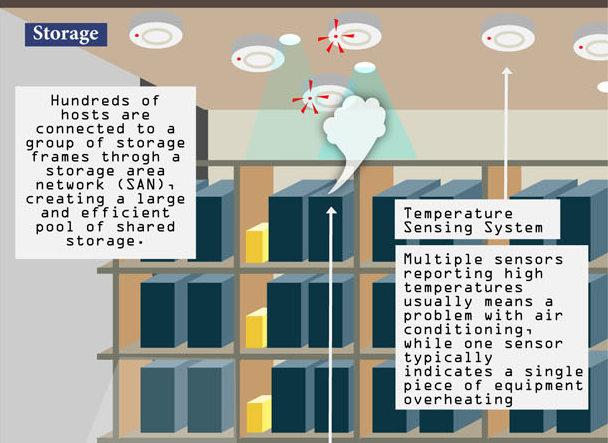 Storage
Hundreds of
hosts are
connected to a
group of storage
frames throgh a
storage area
network (SAN),
creating a large
and efficient
pool of shared
storage.
Temperature
Sensing System
Multiple sensors
reporting high
temperatures
usually means a
problem with air
conditioning,
while one sensor
typically
indicates a single
piece of equipment
overheating